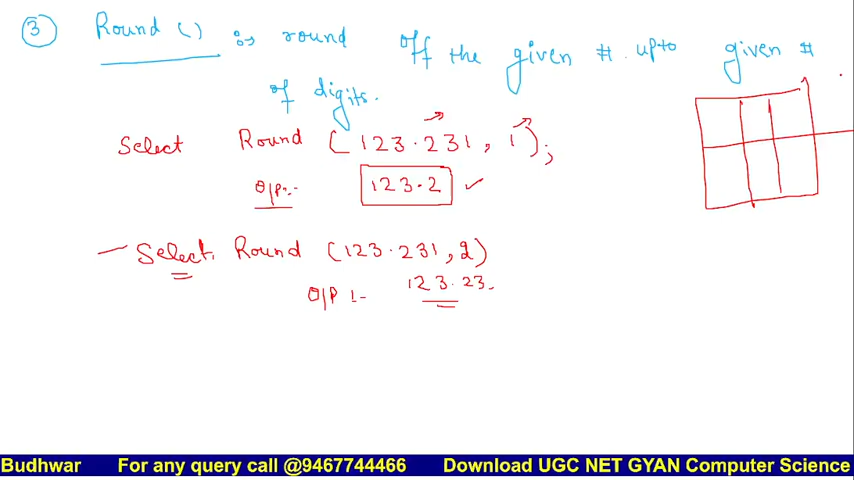 ③ Round () :→ round off the given #. upto given #
of digits.
Select Round (123.231, 1);
O/P:- 123.2 ✓
— Select. Round (123.231, 2)
O/P :- 123.23.
Budhwar For any query call @9467744466 Download UGC NET GYAN Computer Science